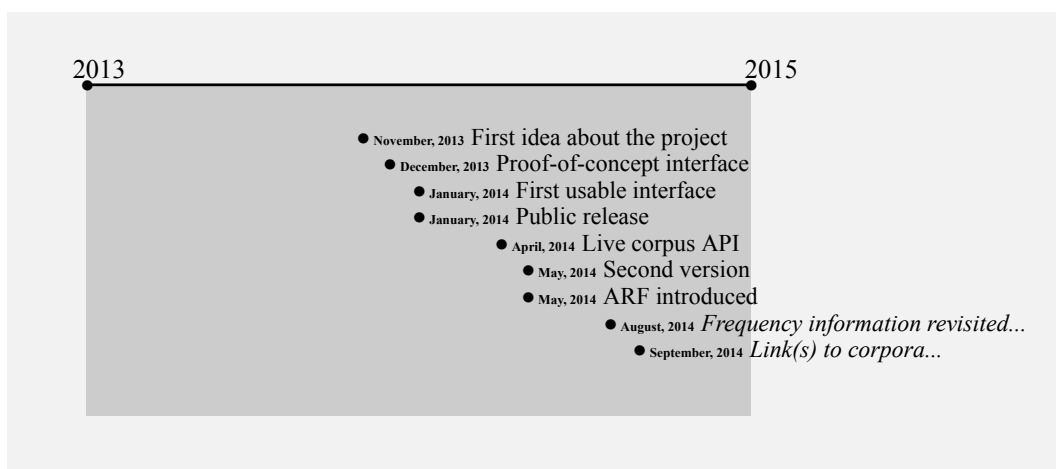 2013 2015
November, 2013 First idea about the project
December, 2013 Proof-of-concept interface
January, 2014 First usable interface
January, 2014 Public release
April, 2014 Live corpus API
May, 2014 Second version
May, 2014 ARF introduced
August, 2014 Frequency information revisited...
September, 2014 Link(s) to corpora...